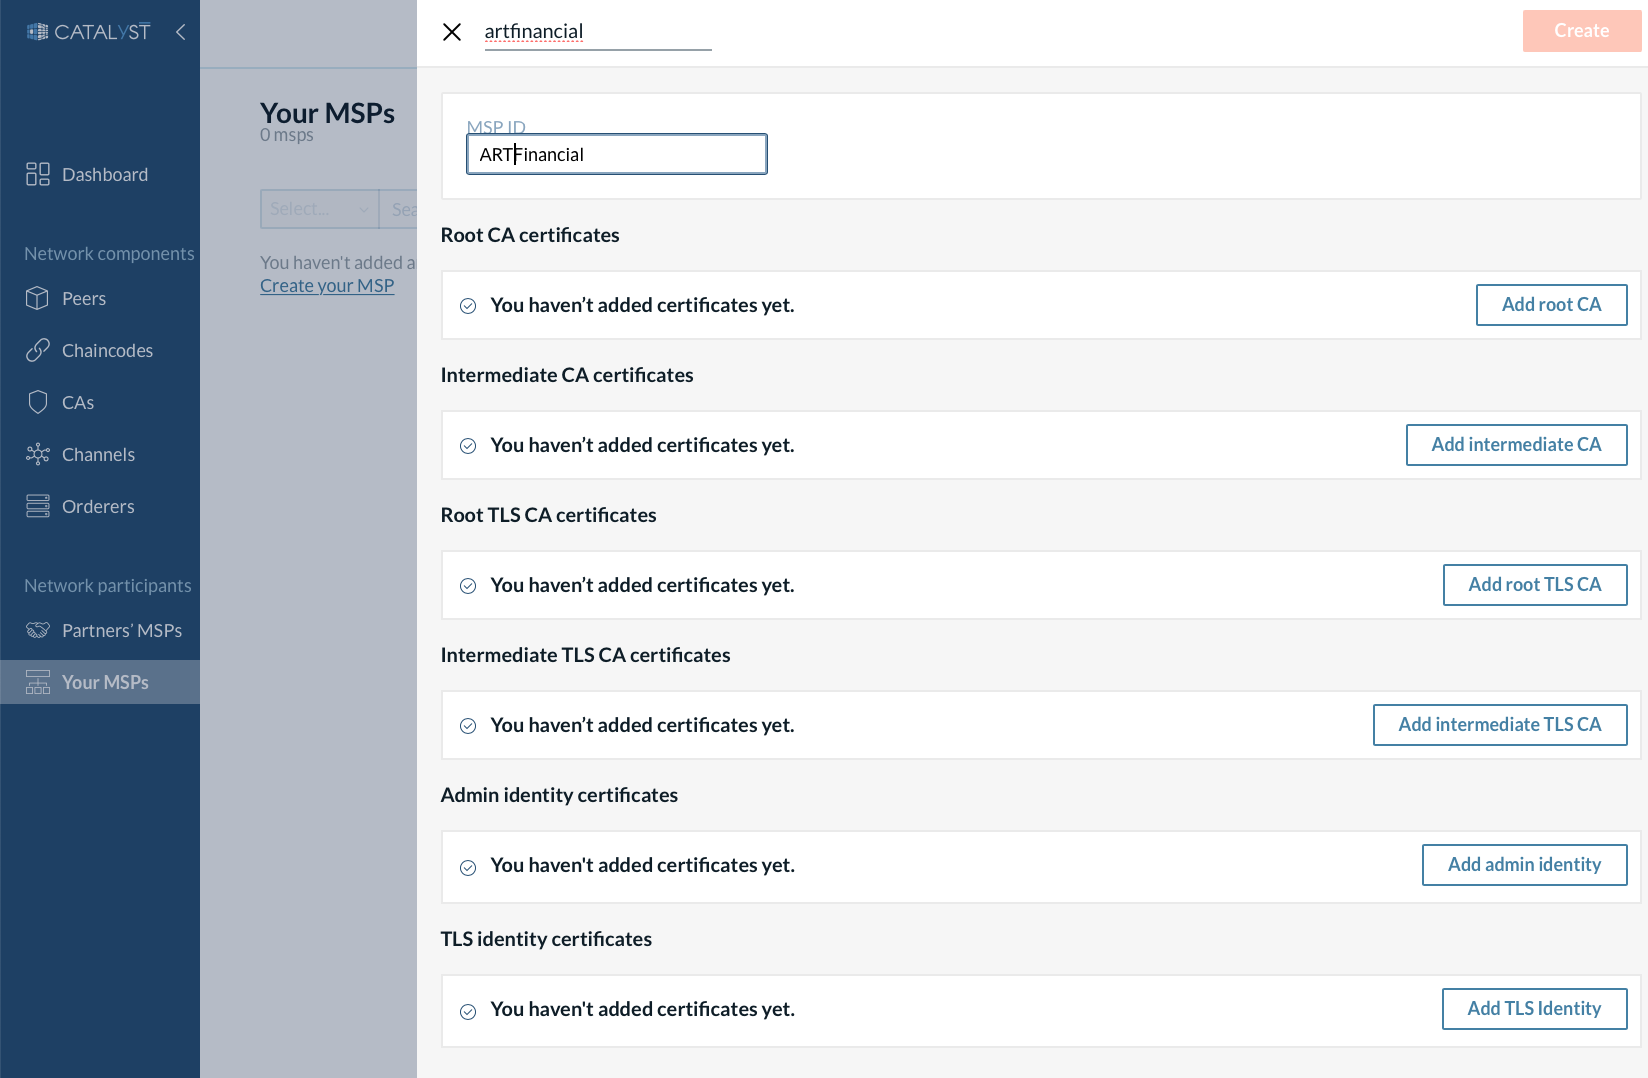 CATALYST
artfinancial
Create
Your MSPs
0 msps
MSP ID
ARTFinancial
Dashboard
Select...
Sea
Root CA certificates
Network components
You haven't added a
Create your MSP
Peers
You haven’t added certificates yet.
Add root CA
Chaincodes
Intermediate CA certificates
CAs
You haven’t added certificates yet.
Add intermediate CA
Channels
Orderers
Root TLS CA certificates
Network participants
You haven’t added certificates yet.
Add root TLS CA
Partners’ MSPs
Intermediate TLS CA certificates
Your MSPs
You haven’t added certificates yet.
Add intermediate TLS CA
Admin identity certificates
You haven't added certificates yet.
Add admin identity
TLS identity certificates
You haven't added certificates yet.
Add TLS Identity